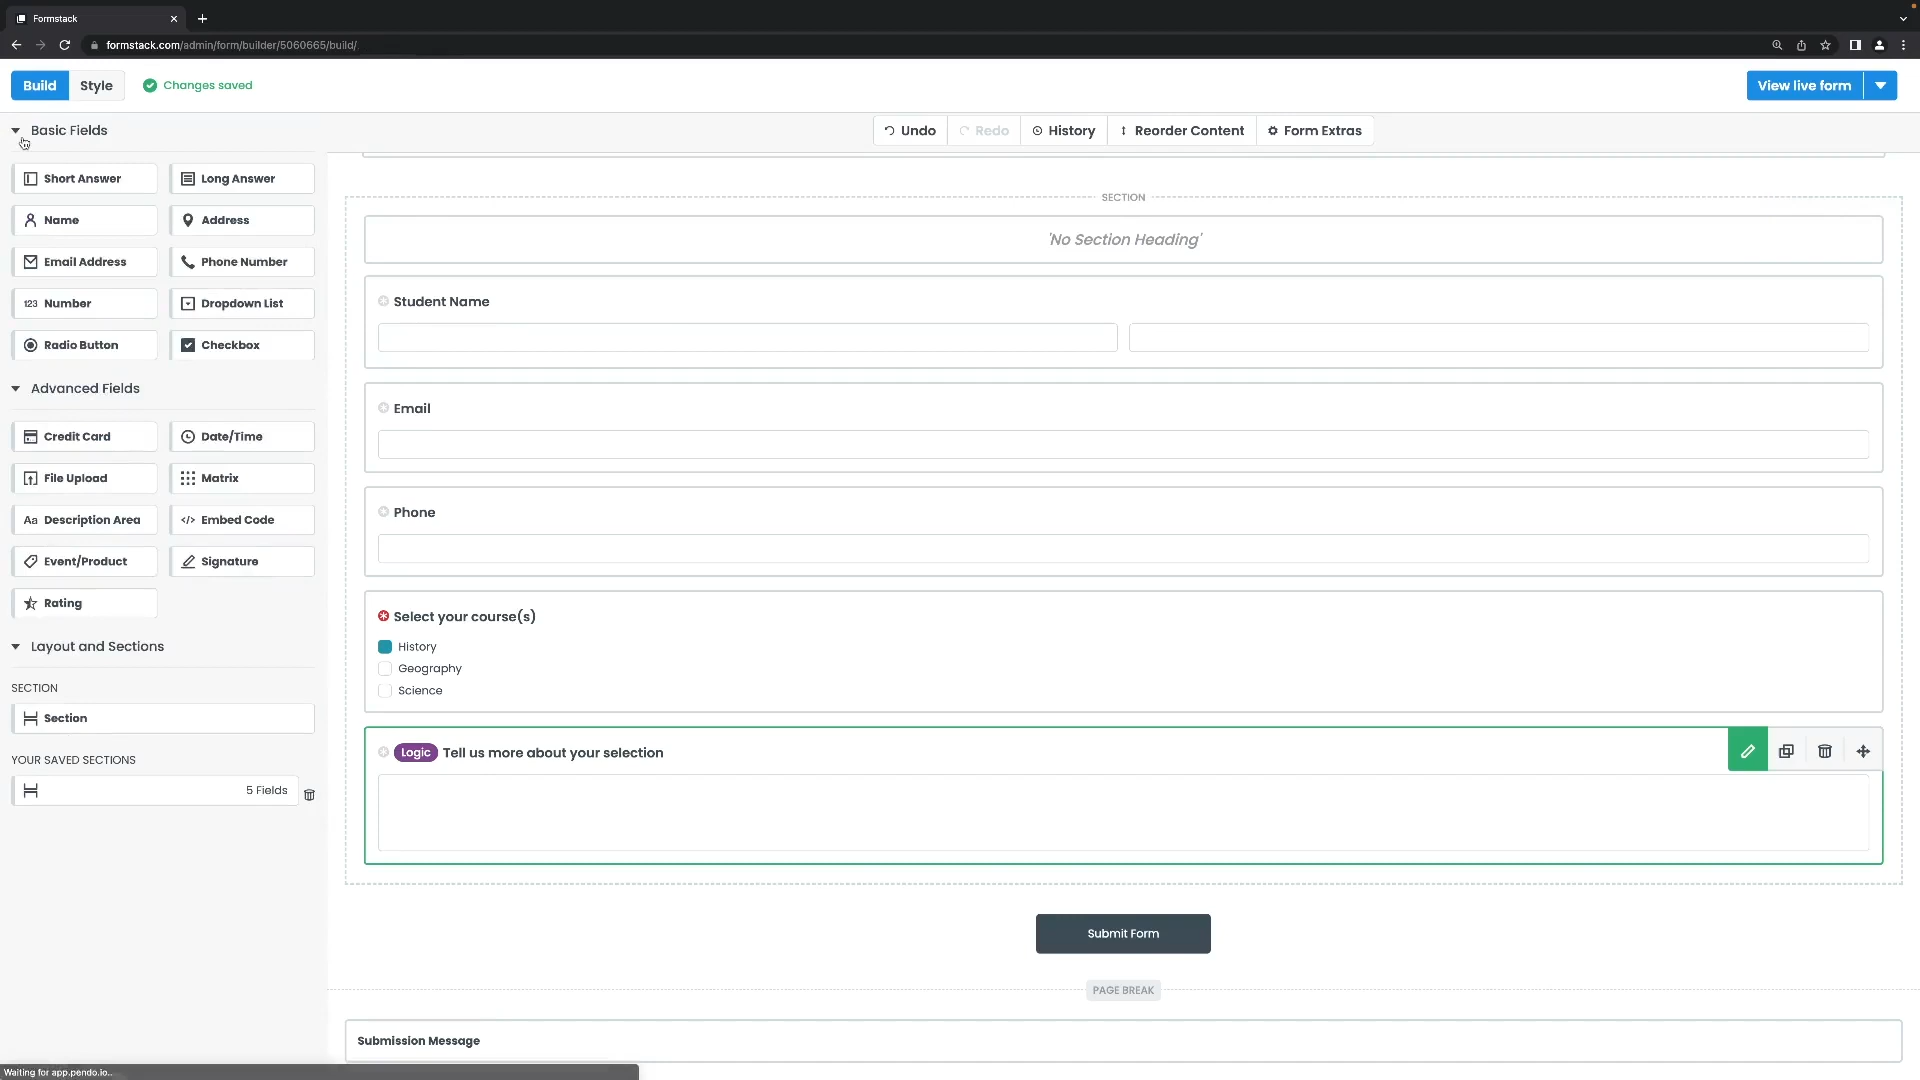 Formstack
formstack.com/admin/form/builder/5060665/build/
Build
Style
Changes saved
View live form
Basic Fields
Undo
Redo
History
Reorder Content
Form Extras
Short Answer
Long Answer
Name
Address
Email Address
Phone Number
123 Number
Dropdown List
Radio Button
Checkbox
Advanced Fields
Credit Card
Date/Time
File Upload
Matrix
Aa Description Area
</> Embed Code
Event/Product
Signature
Rating
Layout and Sections
SECTION
Section
YOUR SAVED SECTIONS
5 Fields
SECTION
'No Section Heading'
Student Name
Email
Phone
Select your course(s)
History
Geography
Science
Logic Tell us more about your selection
Submit Form
PAGE BREAK
Submission Message
Waiting for app.pendo.io...